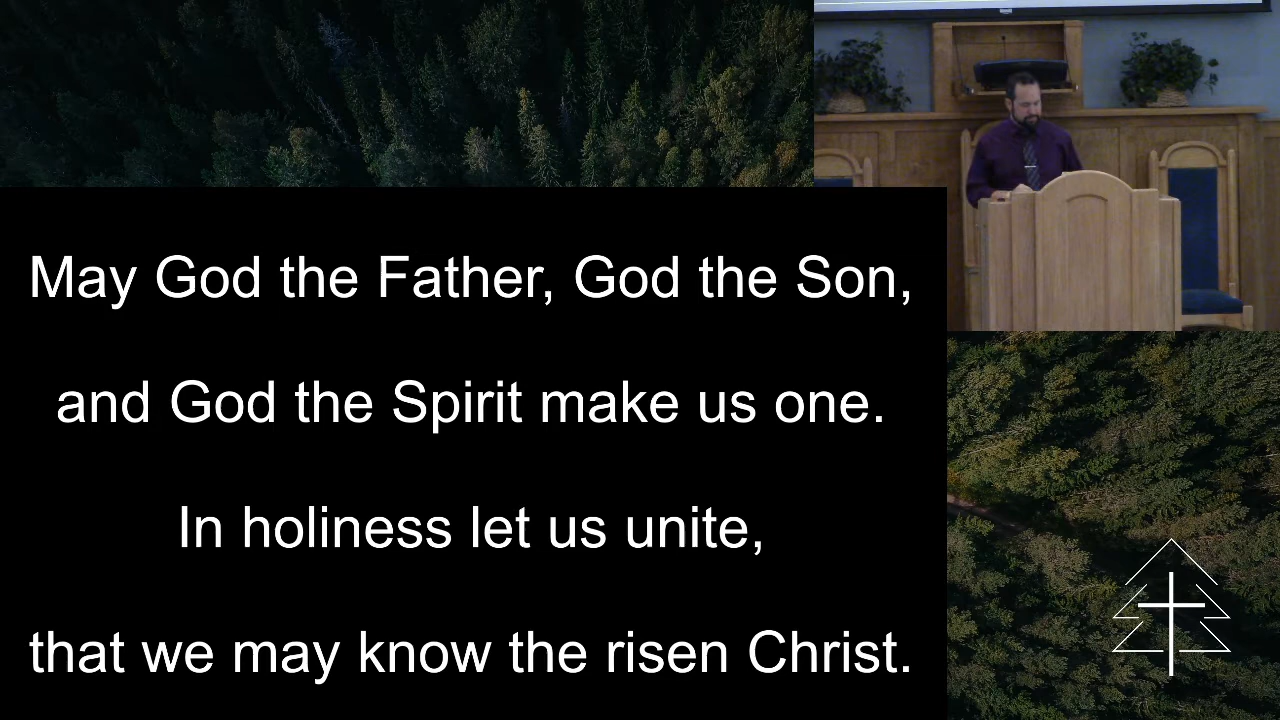 May God the Father, God the Son,
and God the Spirit make us one.
In holiness let us unite,
that we may know the risen Christ.